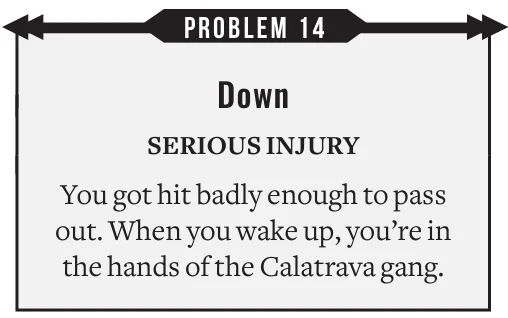 PROBLEM 14
Down
SERIOUS INJURY
You got hit badly enough to pass
out. When you wake up, you’re in
the hands of the Calatrava gang.